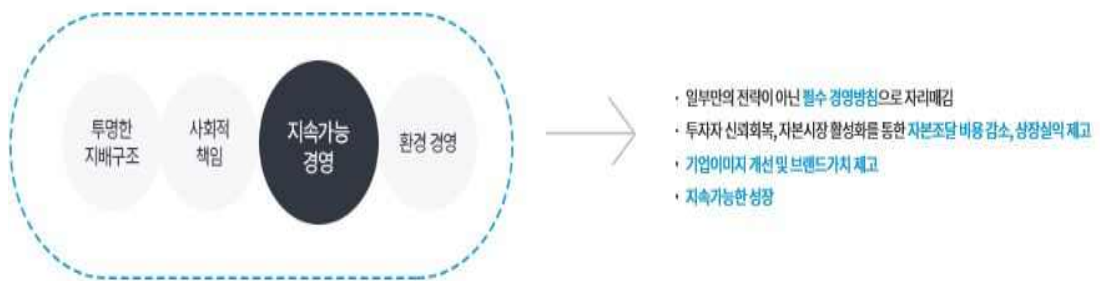 투명한
지배구조
사회적
책임
지속가능
경영
환경 경영
· 일부만의 전략이 아닌 필수 경영방침으로 자리매김
· 투자자 신뢰회복, 자본시장 활성화를 통한 자본조달 비용 감소, 상장실익 제고
· 기업이미지 개선 및 브랜드가치 제고
· 지속가능한 성장